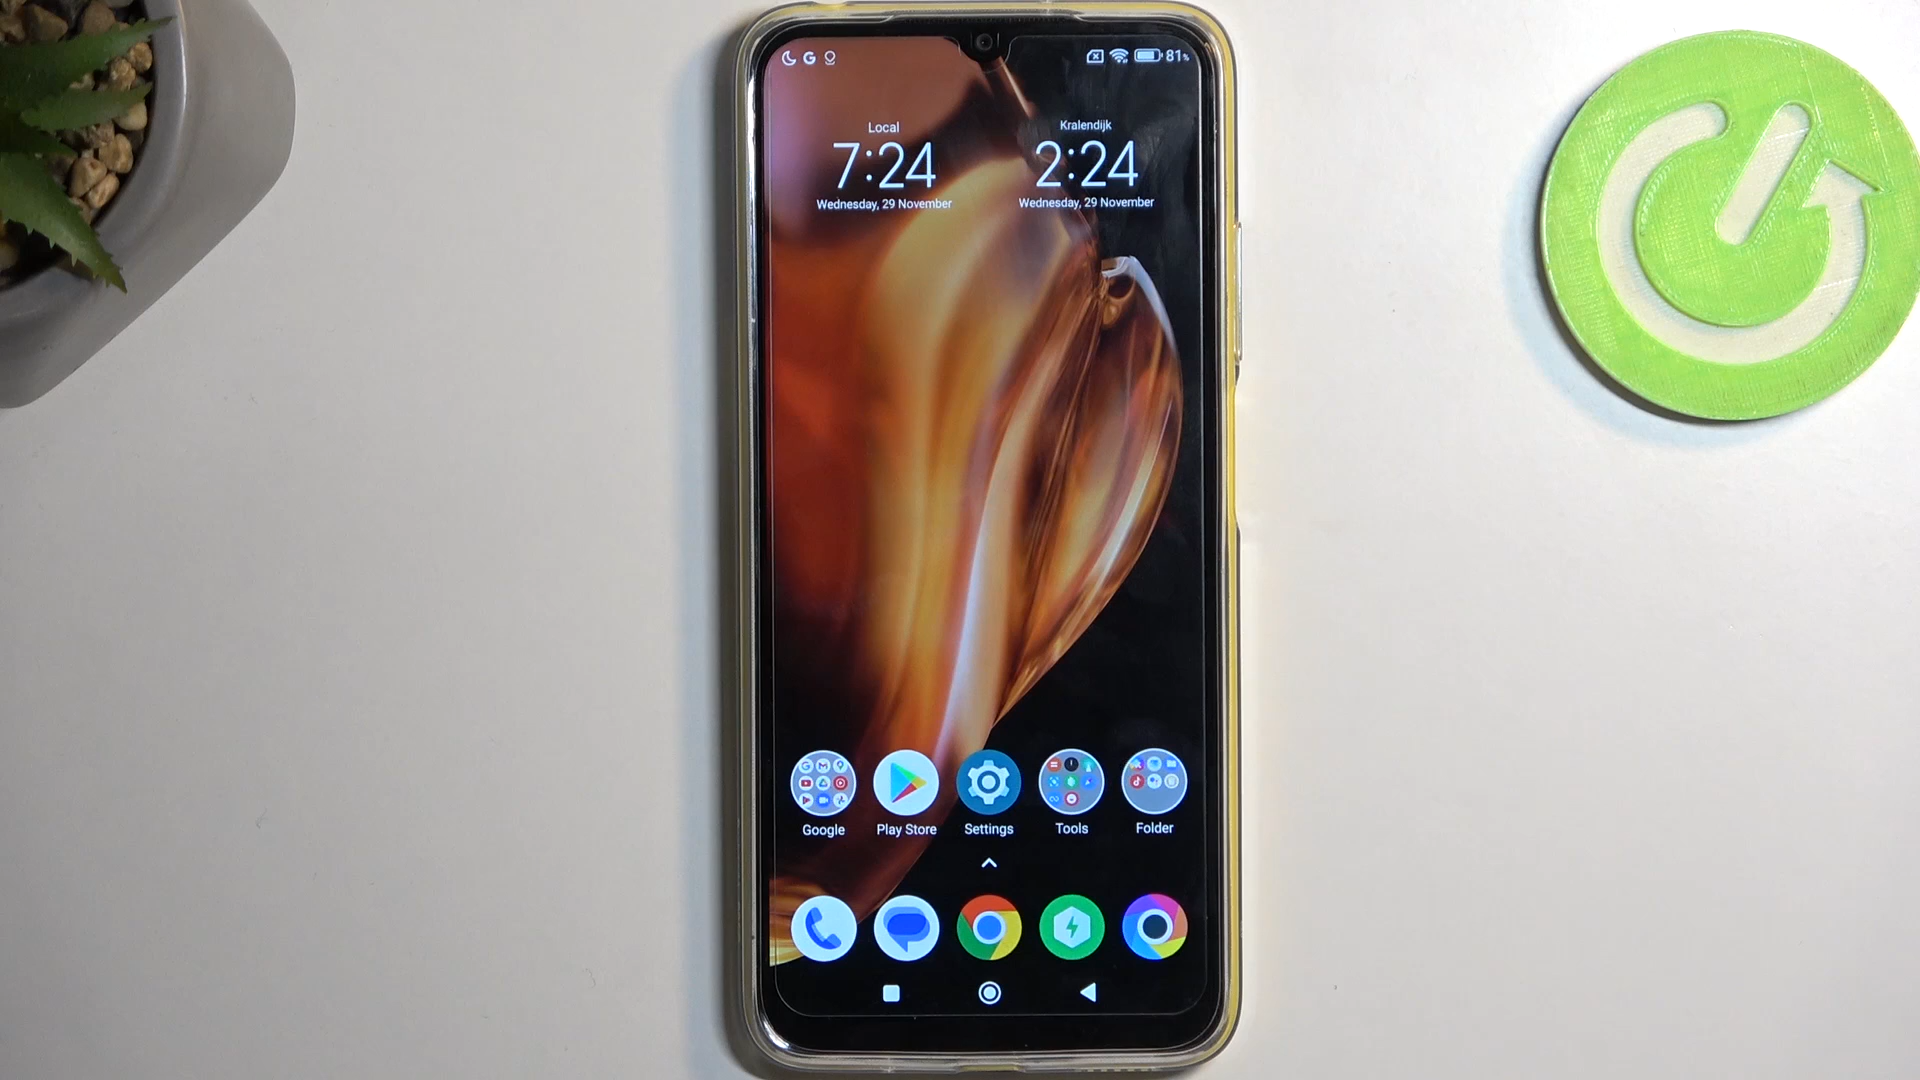 81%
Local
7:24
Wednesday, 29 November
Kralendijk
2:24
Wednesday, 29 November
Google
Play Store
Settings
Tools
Folder